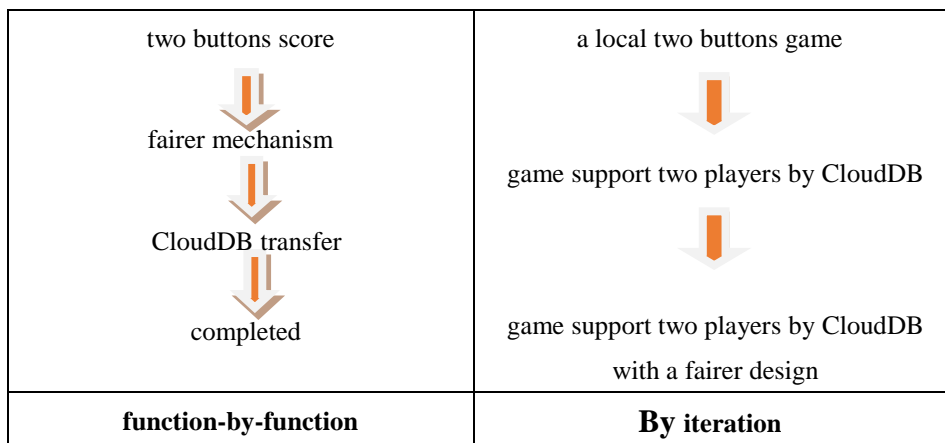 two buttons score
fairer mechanism
CloudDB transfer
completed
function-by-function
a local two buttons game
game support two players by CloudDB
game support two players by CloudDB
with a fairer design
By iteration